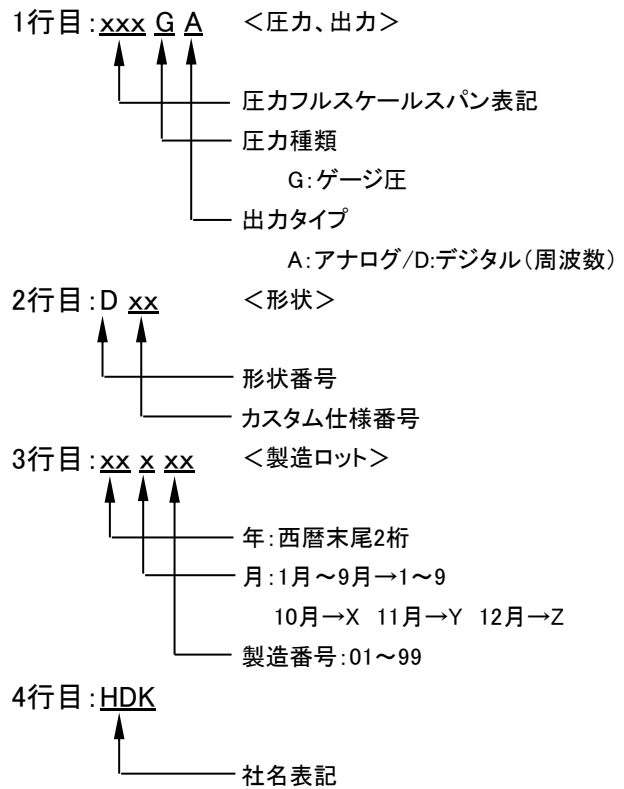 1行目:xxx G A <圧力、出力>
圧力フルスケールスパン表記
圧力種類
G:ゲージ圧
出力タイプ
A:アナログ/D:デジタル(周波数)
2行目:D xx <形状>
形状番号
カスタム仕様番号
3行目:xx x xx <製造ロット>
年:西暦末尾2桁
月:1月~9月→1~9
10月→X 11月→Y 12月→Z
製造番号:01~99
4行目:HDK
社名表記